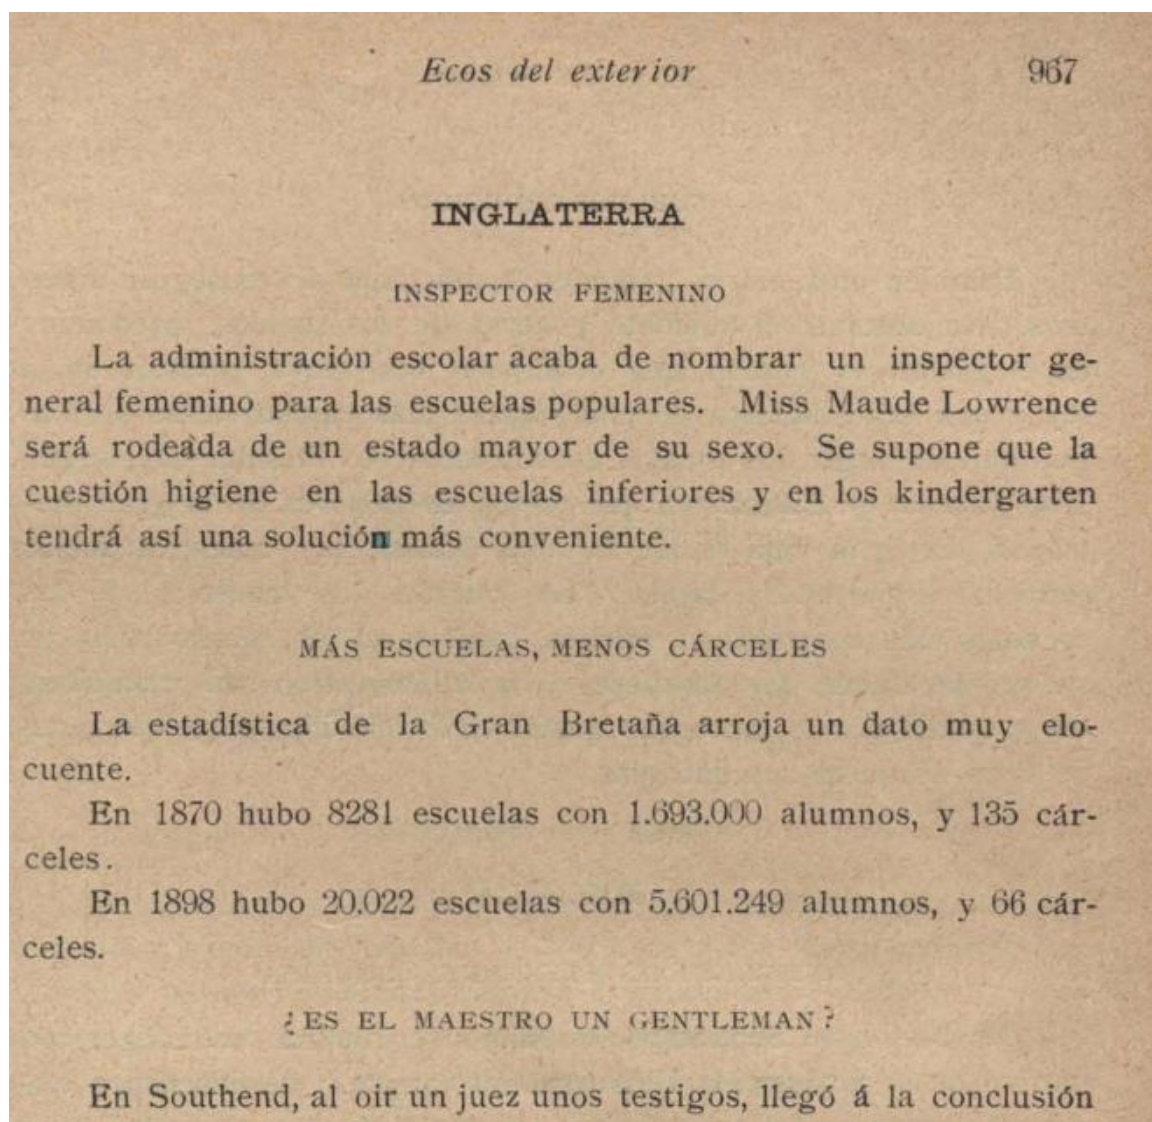 Ecos del exterior 967
INGLATERRA
INSPECTOR FEMENINO
La administración escolar acaba de nombrar un inspector ge-
neral femenino para las escuelas populares. Miss Maude Lowrence
será rodeada de un estado mayor de su sexo. Se supone que la
cuestión higiene en las escuelas inferiores y en los kindergarten
tendrá así una solución más conveniente.
MÁS ESCUELAS, MENOS CÁRCELES
La estadística de la Gran Bretaña arroja un dato muy elo-
cuente.
En 1870 hubo 8281 escuelas con 1.693.000 alumnos, y 135 cár-
celes.
En 1898 hubo 20.022 escuelas con 5.601.249 alumnos, y 66 cár-
celes.
¿ES EL MAESTRO UN GENTLEMAN?
En Southend, al oir un juez unos testigos, llegó á la conclusión